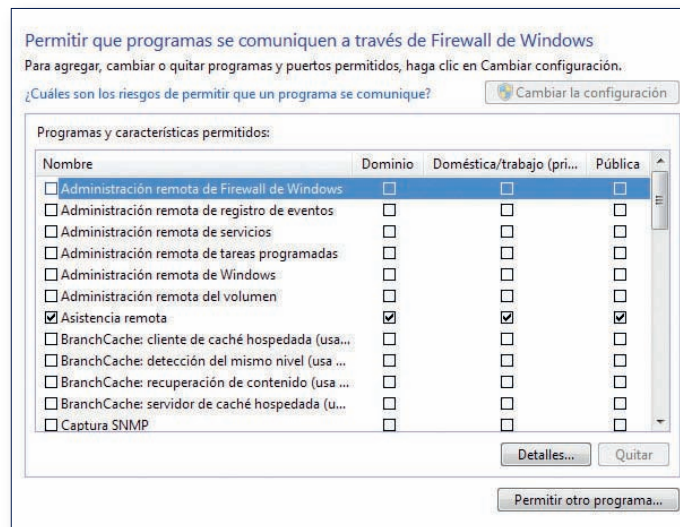 Permitir que programas se comuniquen a través de Firewall de Windows
Para agregar, cambiar o quitar programas y puertos permitidos, haga clic en Cambiar configuración.
¿Cuáles son los riesgos de permitir que un programa se comunique? Cambiar la configuración
Programas y características permitidos:
Nombre Dominio Doméstica/trabajo (pri... Pública
Administración remota de Firewall de Windows
Administración remota de registro de eventos
Administración remota de servicios
Administración remota de tareas programadas
Administración remota de Windows
Administración remota del volumen
Asistencia remota
BranchCache: cliente de caché hospedada (usa...
BranchCache: detección del mismo nivel (usa ...
BranchCache: recuperación de contenido (usa ...
BranchCache: servidor de caché hospedada (u...
Captura SNMP
Detalles... Quitar
Permitir otro programa...